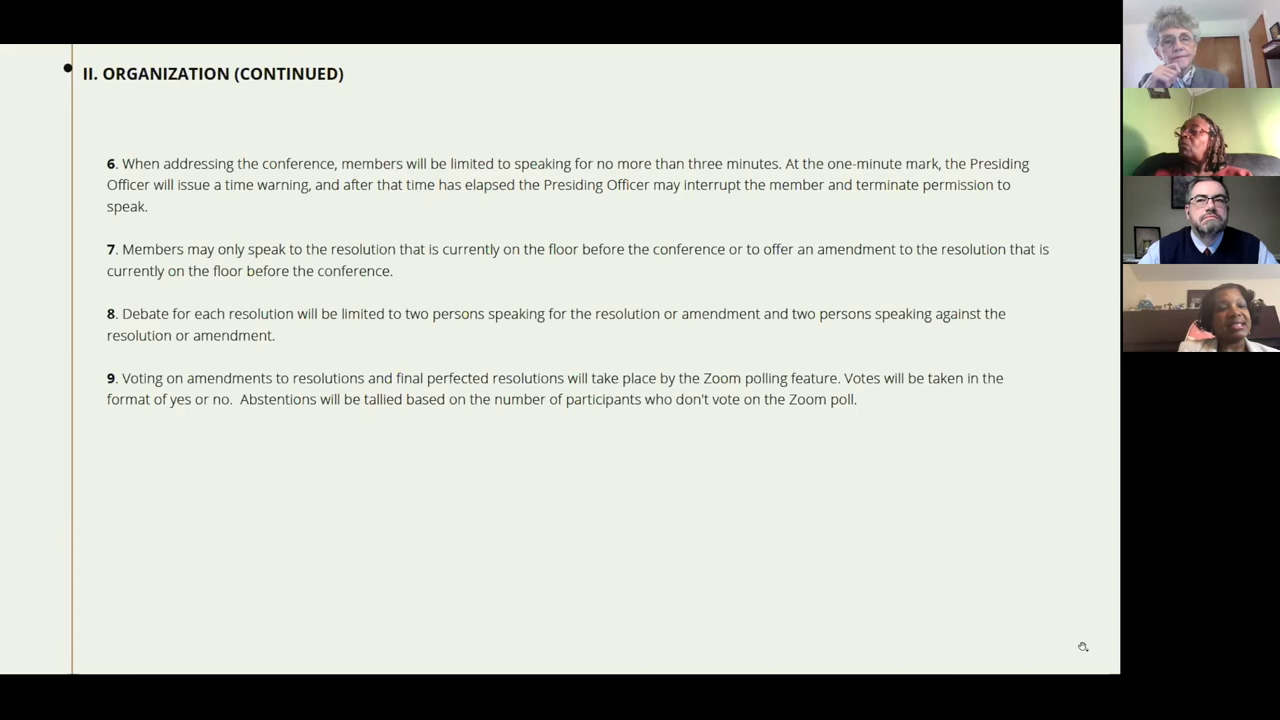 II. ORGANIZATION (CONTINUED)
6. When addressing the conference, members will be limited to speaking for no more than three minutes. At the one-minute mark, the Presiding
Officer will issue a time warning, and after that time has elapsed the Presiding Officer may interrupt the member and terminate permission to
speak.
7. Members may only speak to the resolution that is currently on the floor before the conference or to offer an amendment to the resolution that is
currently on the floor before the conference.
8. Debate for each resolution will be limited to two persons speaking for the resolution or amendment and two persons speaking against the
resolution or amendment.
9. Voting on amendments to resolutions and final perfected resolutions will take place by the Zoom polling feature. Votes will be taken in the
format of yes or no.  Abstentions will be tallied based on the number of participants who don't vote on the Zoom poll.